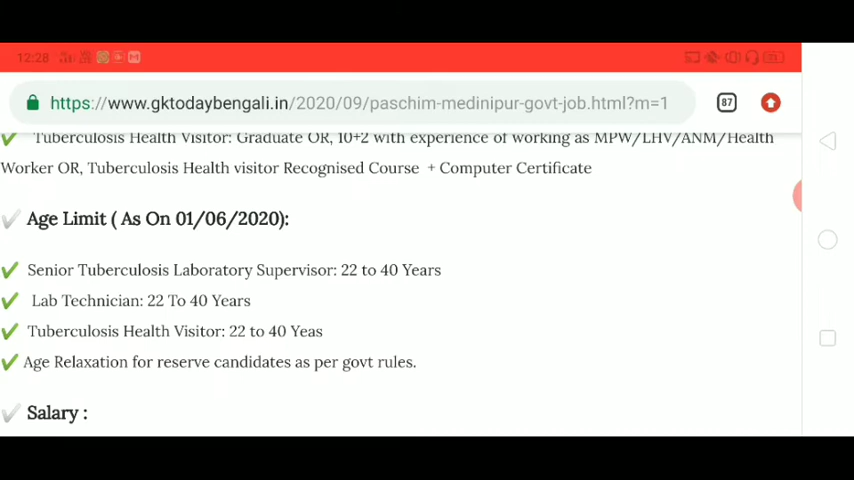 12:28
https://www.gktodaybengali.in/2020/09/paschim-medinipur-govt-job.html?m=1
87
Tuberculosis Health Visitor: Graduate OR, 10+2 with experience of working as MPW/LHV/ANM/Health
Worker OR, Tuberculosis Health visitor Recognised Course + Computer Certificate
Age Limit ( As On 01/06/2020):
Senior Tuberculosis Laboratory Supervisor: 22 to 40 Years
Lab Technician: 22 To 40 Years
Tuberculosis Health Visitor: 22 to 40 Yeas
Age Relaxation for reserve candidates as per govt rules.
Salary :